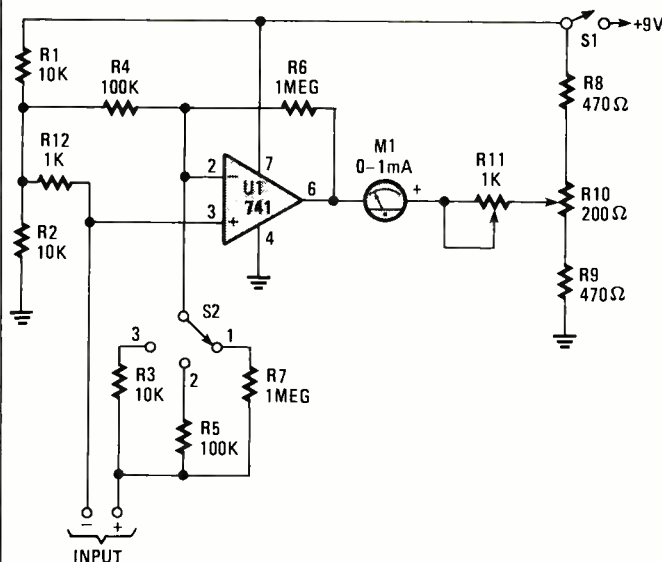 R1
10K
R4
100K
R6
1MEG
S1
+9V
R8
470Ω
R12
1K
2
−
7
U1
741
6
3
+
4
M1
0-1mA
+
R11
1K
R10
200Ω
R2
10K
R9
470Ω
S2
3
1
2
R3
10K
R7
1MEG
R5
100K
−
+
INPUT